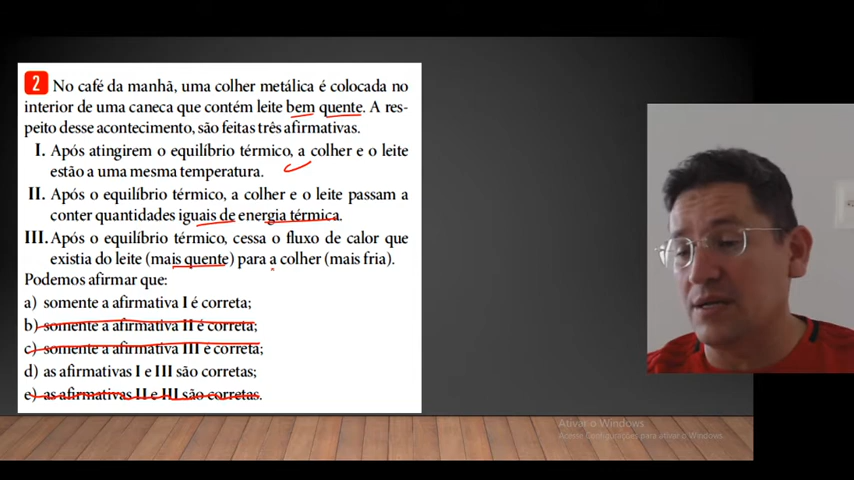 2 No café da manhã, uma colher metálica é colocada no
interior de uma caneca que contém leite bem quente. A res-
peito desse acontecimento, são feitas três afirmativas.
I. Após atingirem o equilíbrio térmico, a colher e o leite
estão a uma mesma temperatura.
II. Após o equilíbrio térmico, a colher e o leite passam a
conter quantidades iguais de energia térmica.
III. Após o equilíbrio térmico, cessa o fluxo de calor que
existia do leite (mais quente) para a colher (mais fria).
Podemos afirmar que:
a) somente a afirmativa I é correta;
b) somente a afirmativa II é correta;
c) somente a afirmativa III é correta;
d) as afirmativas I e III são corretas;
e) as afirmativas II e III são corretas.
Ativar o Windows
Acesse Configurações para ativar o Windows.